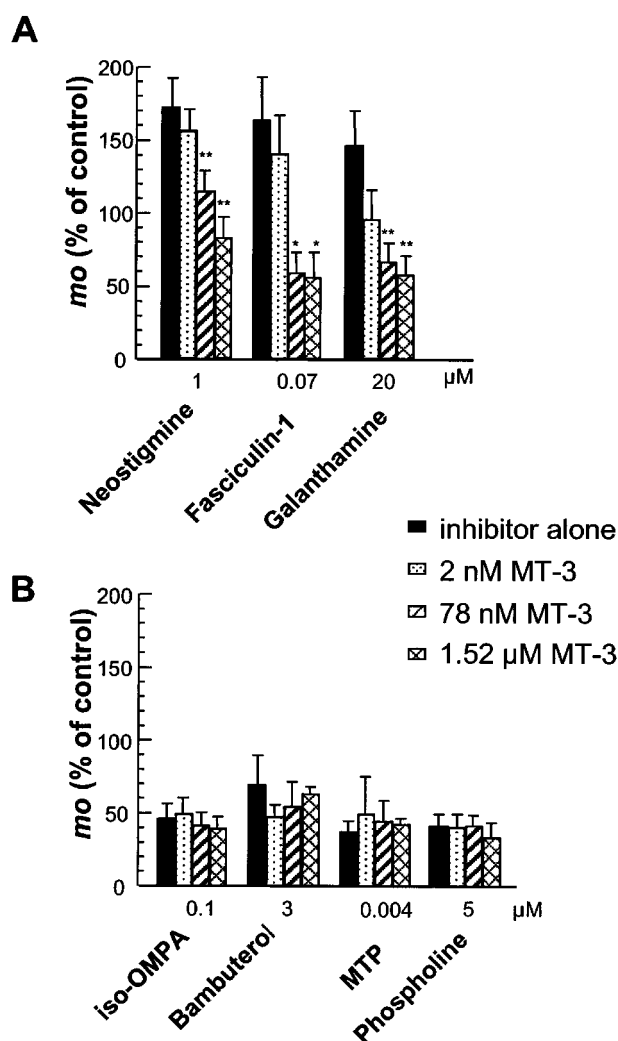 A
mo (% of control)
200
150
100
50
0
** ** * * ** **
1 0.07 20 µM
Neostigmine
Fasciculin-1
Galanthamine
inhibitor alone
2 nM MT-3
78 nM MT-3
1.52 µM MT-3
B
mo (% of control)
200
150
100
50
0
0.1 3 0.004 5 µM
iso-OMPA
Bambuterol
MTP
Phospholine